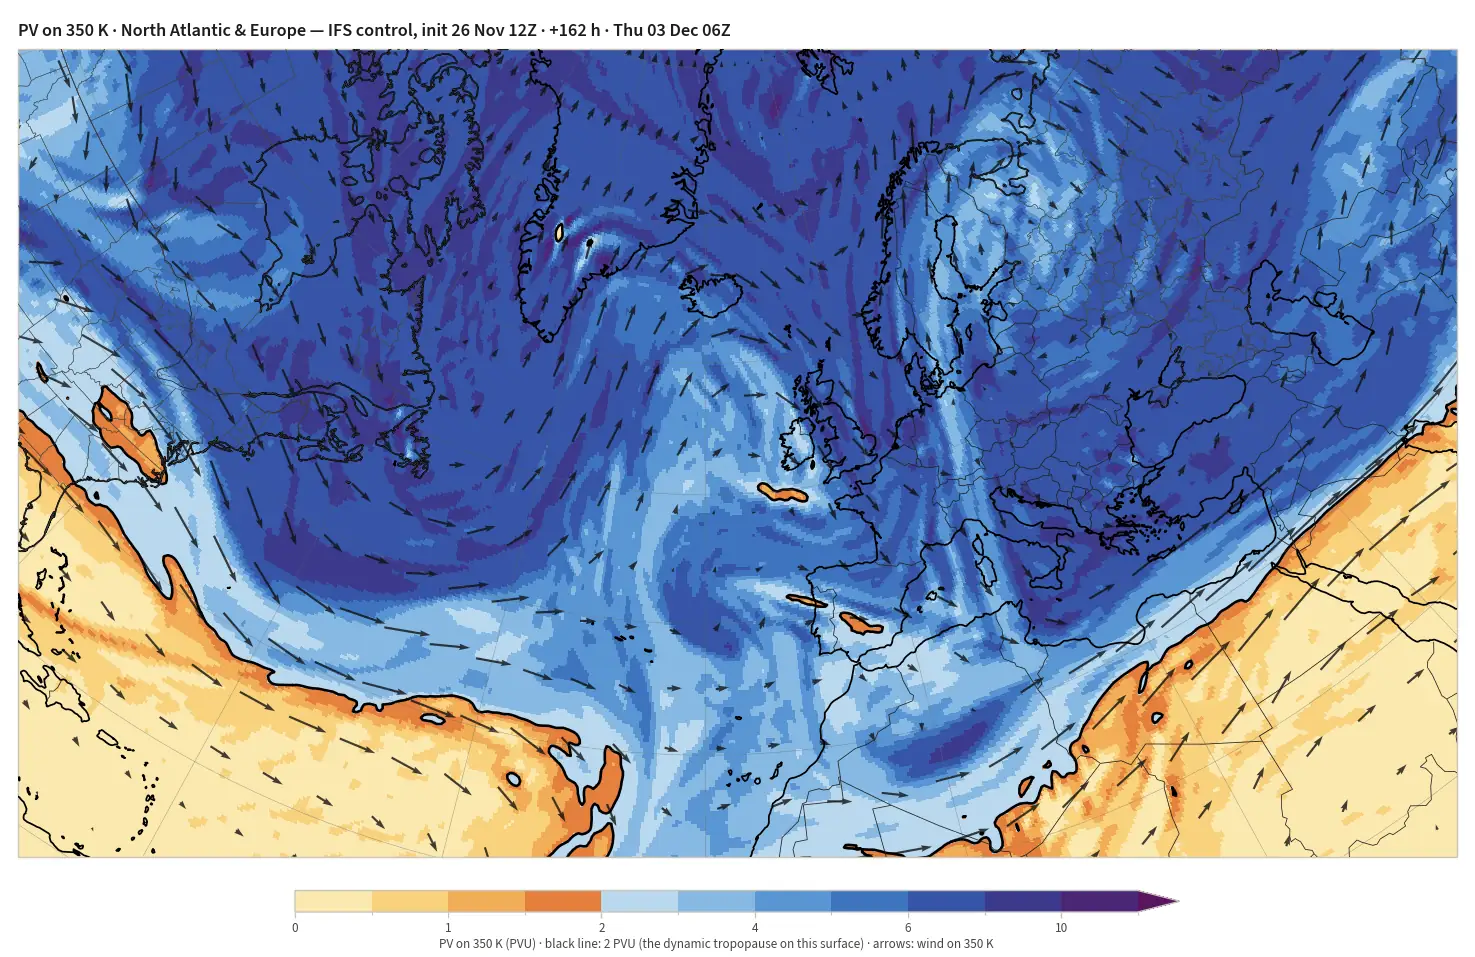 PV on 350 K · North Atlantic & Europe — IFS control, init 26 Nov 12Z · +162 h · Thu 03 Dec 06Z
0 1 2 4 6 10
PV on 350 K (PVU) · black line: 2 PVU (the dynamic tropopause on this surface) · arrows: wind on 350 K